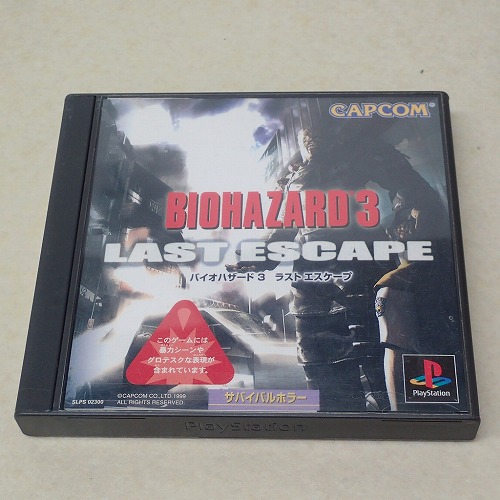 CAPCOM
BIOHAZARD 3
LAST ESCAPE
バイオハザード3 ラストエスケープ
このゲームには
暴力シーンや
グロテスクな表現が
含まれています。
©CAPCOM CO.,LTD.1999
ALL RIGHTS RESERVED.
SLPS 02300
サバイバルホラー
PlayStation
PlayStation